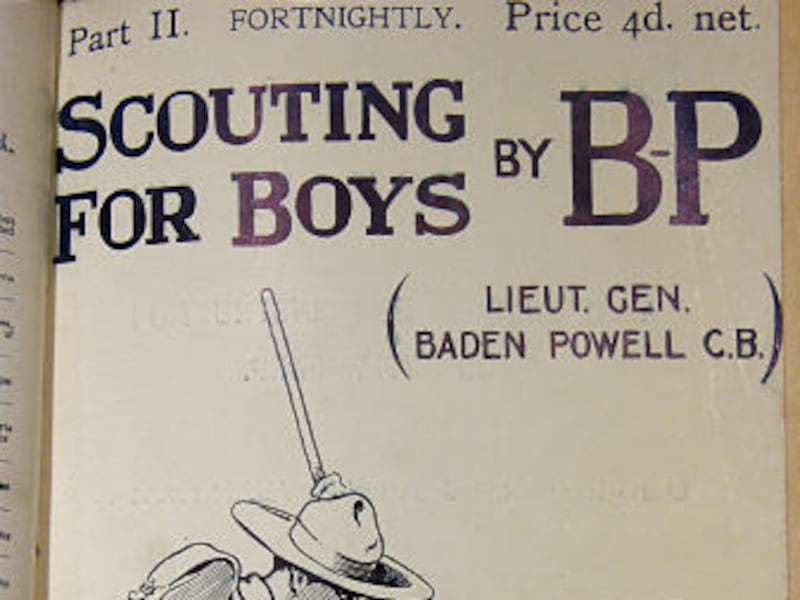 Part II. FORTNIGHTLY. Price 4d. net.
SCOUTING
FOR BOYS
BY B-P
(LIEUT. GEN.
BADEN POWELL C.B.)